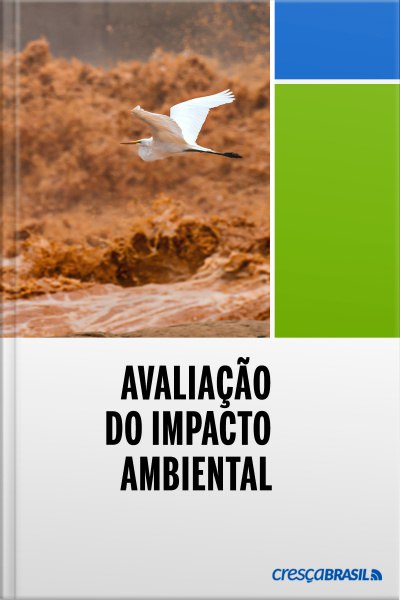 AVALIAÇÃO
DO IMPACTO
AMBIENTAL
cresçaBRASIL